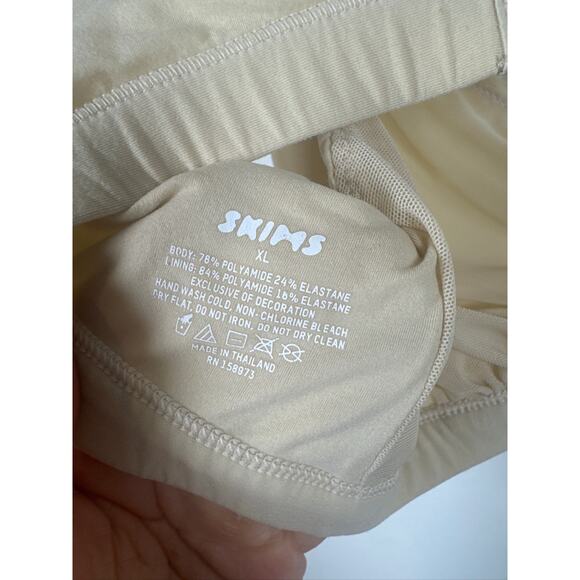 SKIMS
XL
BODY: 78% POLYAMIDE 24% ELASTANE
LINING: 84% POLYAMIDE 16% ELASTANE
EXCLUSIVE OF DECORATION
HAND WASH COLD, NON-CHLORINE BLEACH
DRY FLAT, DO NOT IRON, DO NOT DRY CLEAN
MADE IN THAILAND
RN 158973